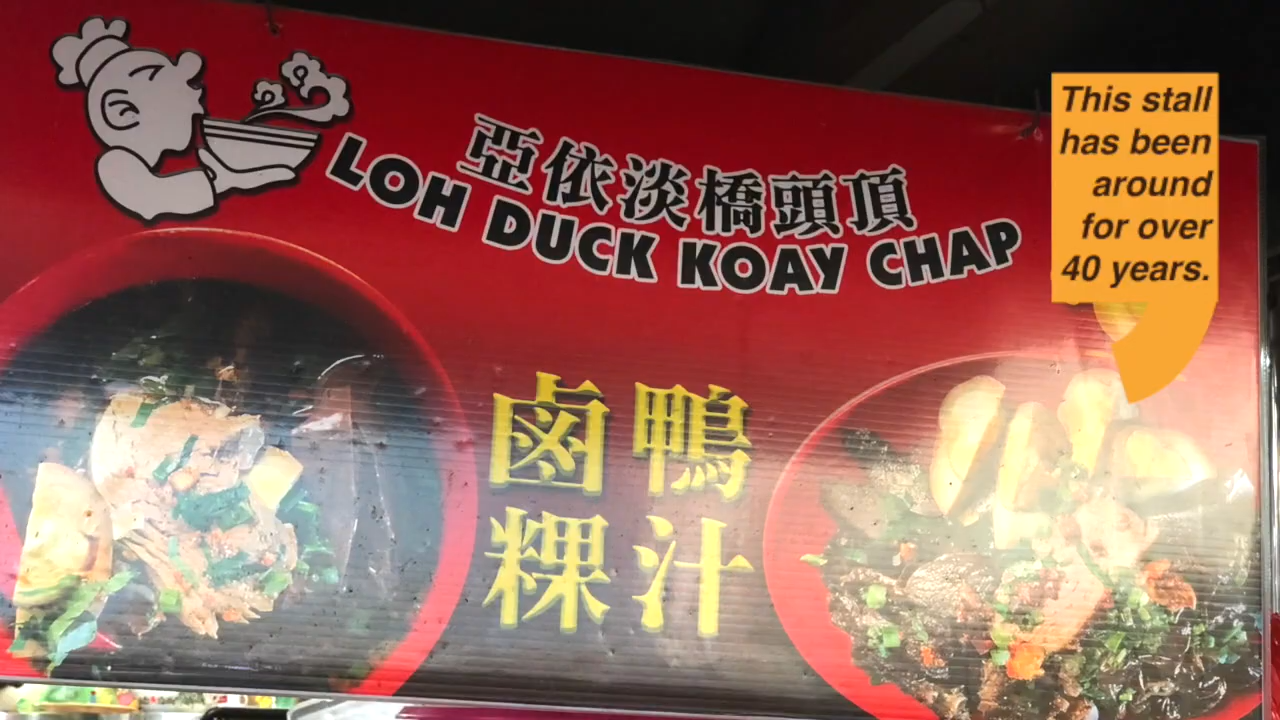 亞依淡橋頭頂
LOH DUCK KOAY CHAP
鹵鴨
粿汁
This stall
has been
around
for over
40 years.